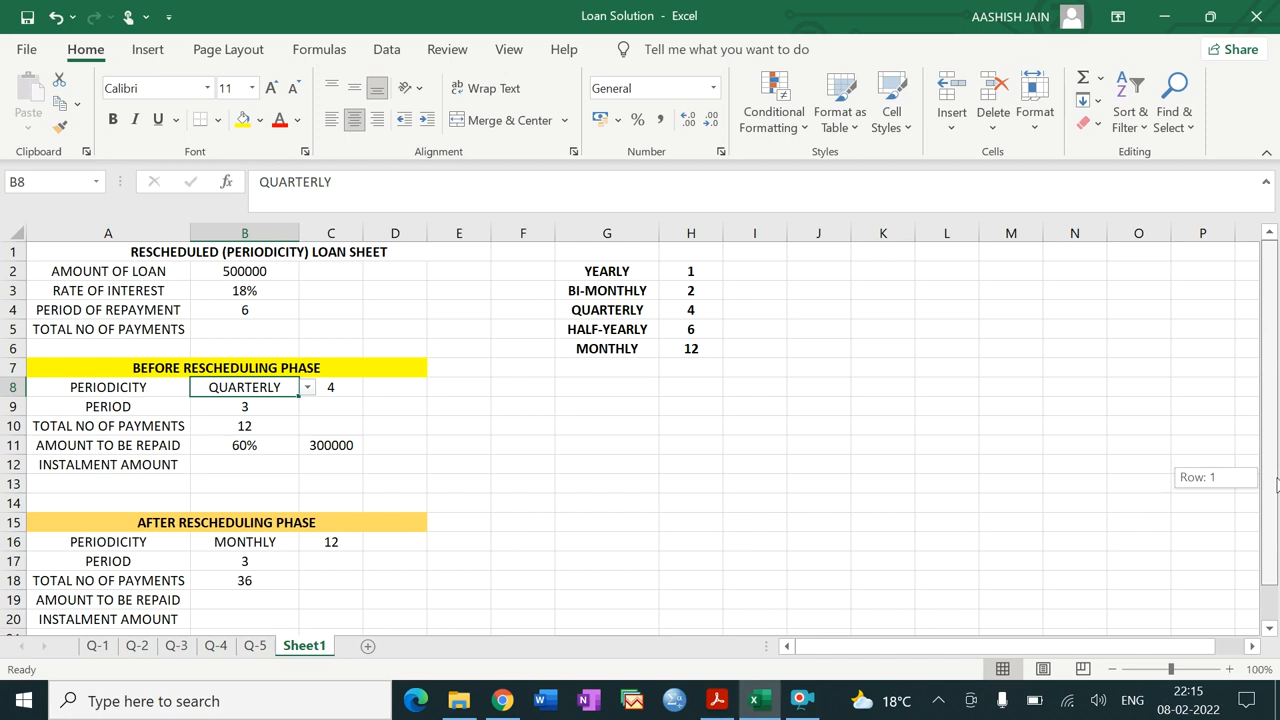 Loan Solution - Excel
AASHISH JAIN
File Home Insert Page Layout Formulas Data Review View Help Tell me what you want to do Share
Paste
Calibri 11
B I U A
Wrap Text
Merge & Center
General
% ,
Conditional Formatting
Format as Table
Cell Styles
Insert Delete Format
Sort & Filter
Find & Select
Clipboard Font Alignment Number Styles Cells Editing
B8 fx QUARTERLY
A B C D E F G H I J K L M N O P
1 RESCHEDULED (PERIODICITY) LOAN SHEET
2 AMOUNT OF LOAN 500000 YEARLY 1
3 RATE OF INTEREST 18% BI-MONTHLY 2
4 PERIOD OF REPAYMENT 6 QUARTERLY 4
5 TOTAL NO OF PAYMENTS HALF-YEARLY 6
6 MONTHLY 12
7 BEFORE RESCHEDULING PHASE
8 PERIODICITY QUARTERLY 4
9 PERIOD 3
10 TOTAL NO OF PAYMENTS 12
11 AMOUNT TO BE REPAID 60% 300000
12 INSTALMENT AMOUNT
13 Row: 1
14
15 AFTER RESCHEDULING PHASE
16 PERIODICITY MONTHLY 12
17 PERIOD 3
18 TOTAL NO OF PAYMENTS 36
19 AMOUNT TO BE REPAID
20 INSTALMENT AMOUNT
Q-1 Q-2 Q-3 Q-4 Q-5 Sheet1
Ready 100%
Type here to search 18°C ENG 22:15
08-02-2022